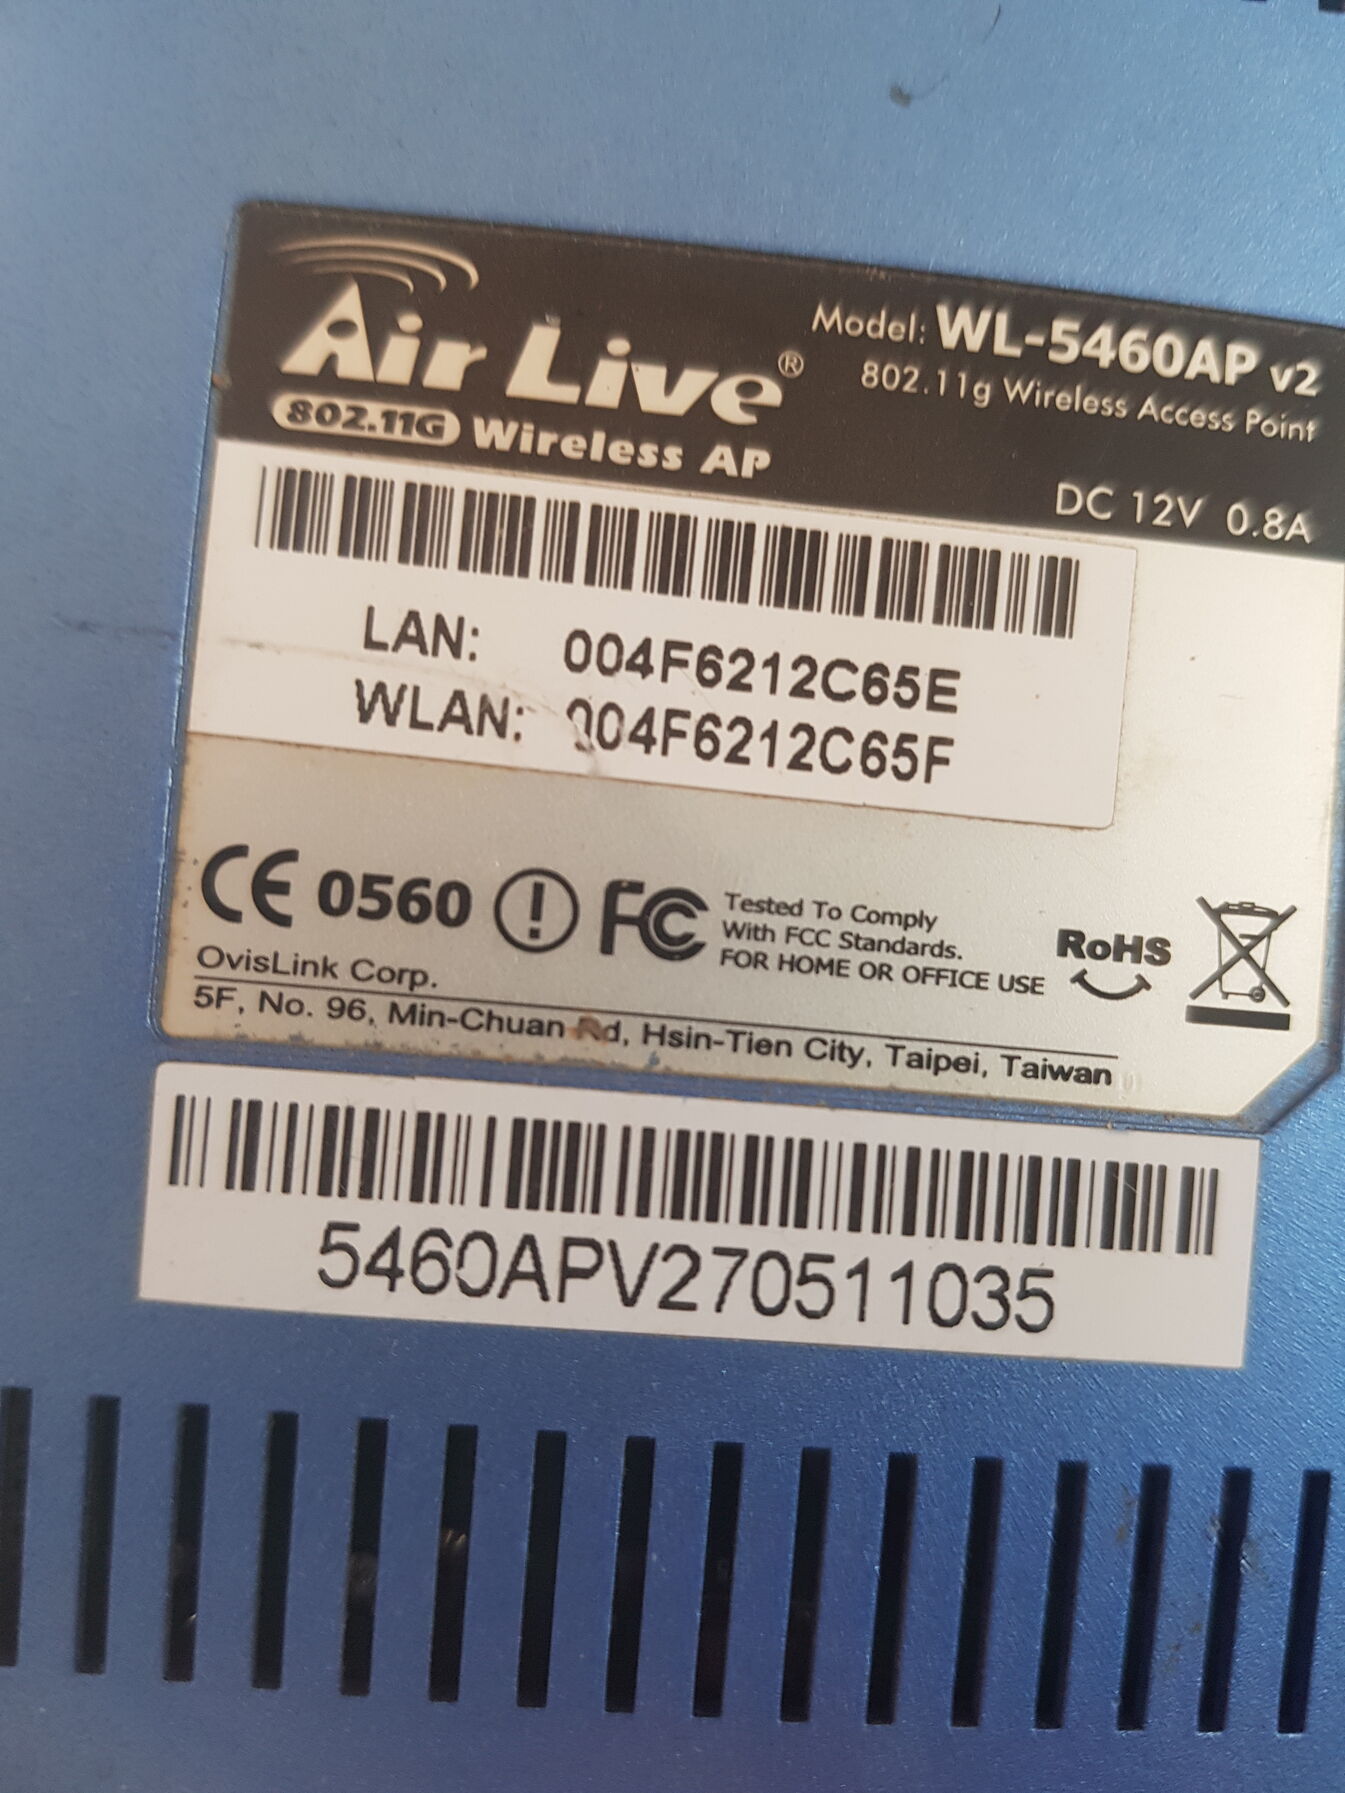 Air Live®
802.11G Wireless AP
Model: WL-5460AP v2
802.11g Wireless Access Point
DC 12V 0.8A
LAN: 004F6212C65E
WLAN: 004F6212C65F
CE 0560 ! FC Tested To Comply
With FCC Standards.
FOR HOME OR OFFICE USE
RoHS
OvisLink Corp.
5F, No. 96, Min-Chuan Rd, Hsin-Tien City, Taipei, Taiwan
5460APV270511035